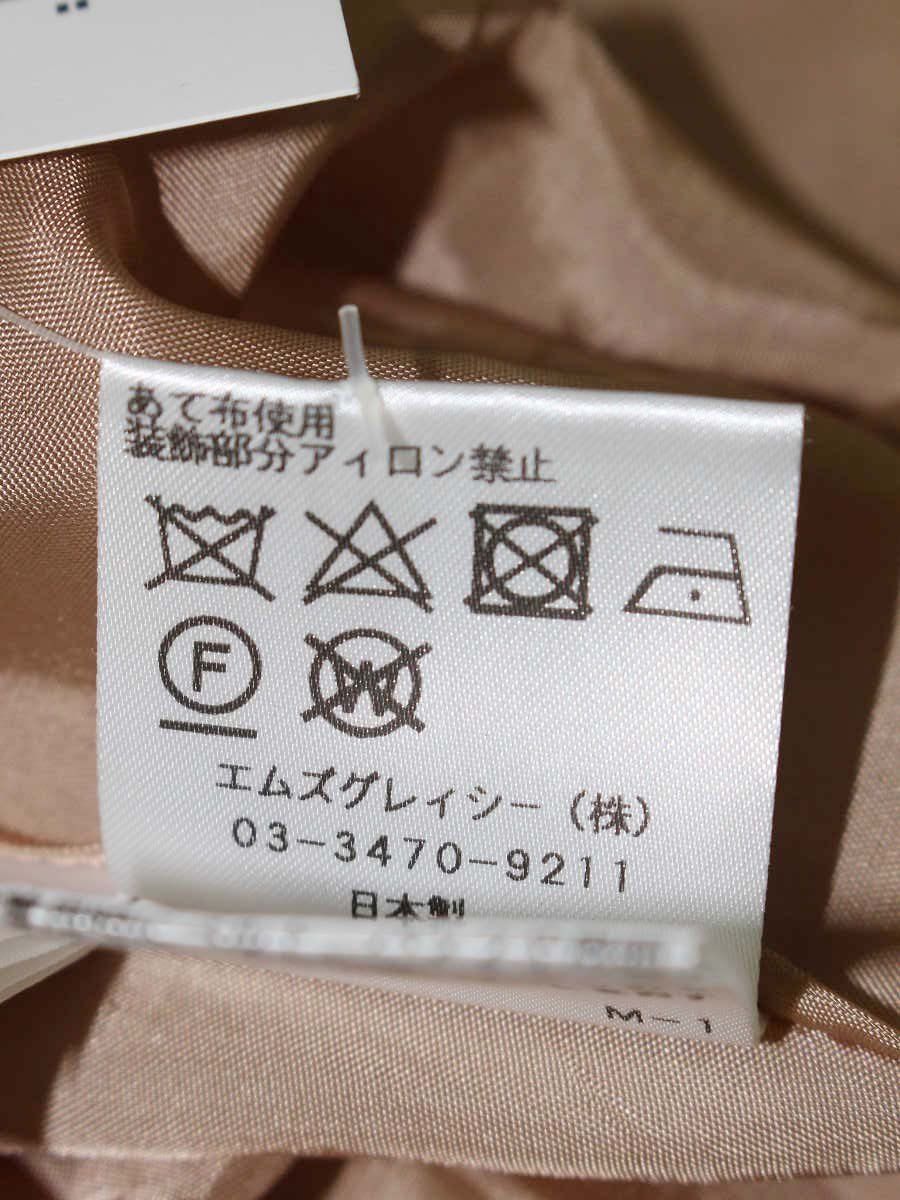 あて布使用
装飾部分アイロン禁止
F
W
エムズグレイシー（株）
03-3470-9211
日本製
M-1